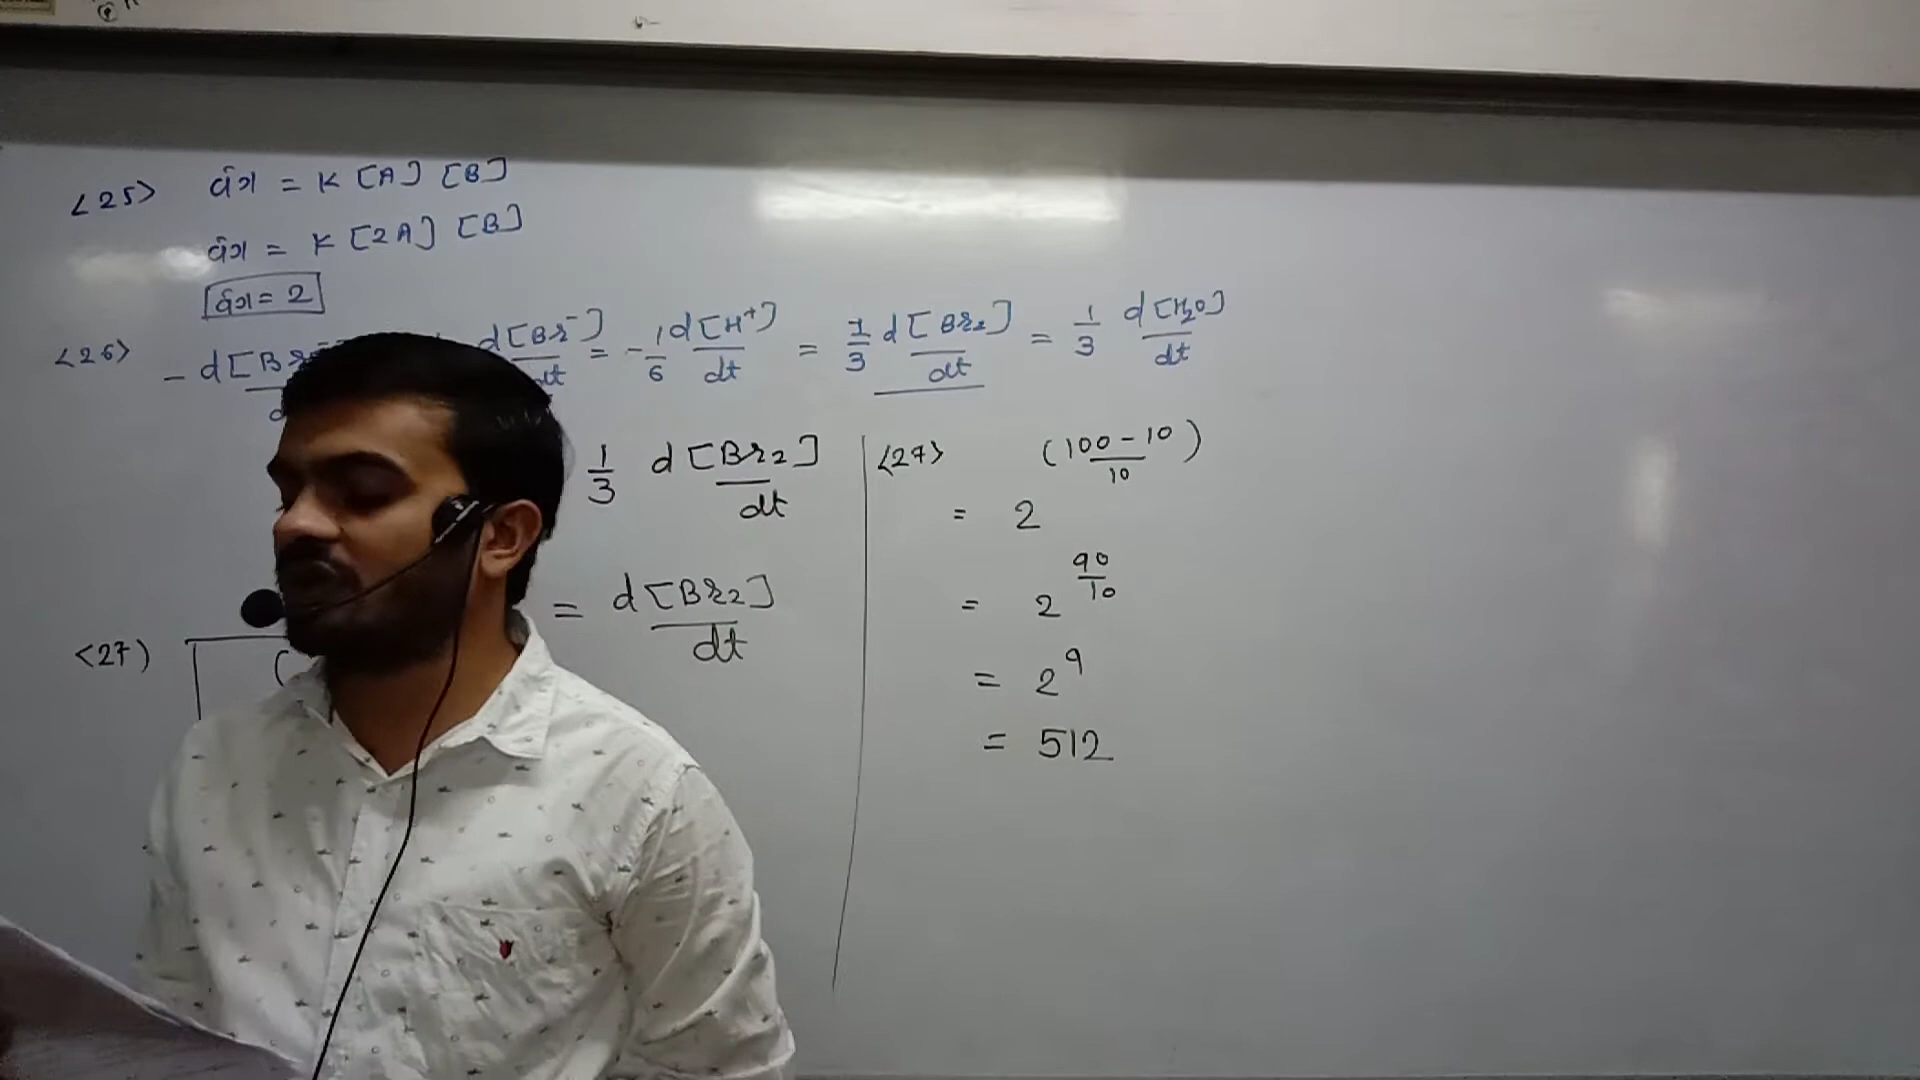 <25> વેગ = K [A] [B]
વેગ = K [2A] [B]
વેગ = 2
<26> - d[Br d[Br⁻]/dt = -1/6 d[H⁺]/dt = 1/3 d[Br₂]/dt = 1/3 d[H₂O]/dt
1/3 d[Br₂]/dt
= d[Br₂]/dt
<27) (
<27> (100-10)/10
= 2
= 2^90/10
= 2⁹
= 512